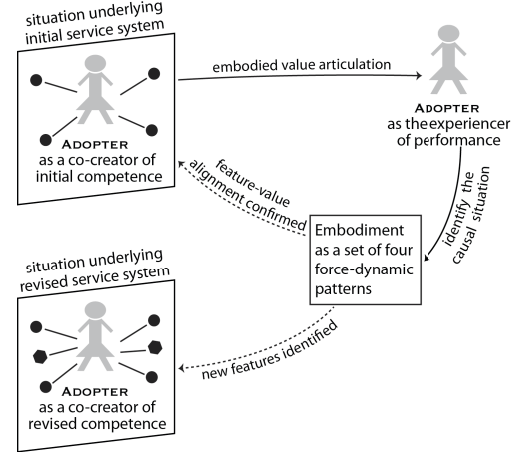 situation underlying
initial service system
ADOPTER
as a co-creator of
initial competence
embodied value articulation
ADOPTER
as theexperiencer
of performance
identify the
causal situation
feature-value
alignment confirmed
Embodiment
as a set of four
force-dynamic
patterns
new features identified
situation underlying
revised service system
ADOPTER
as a co-creator of
revised competence